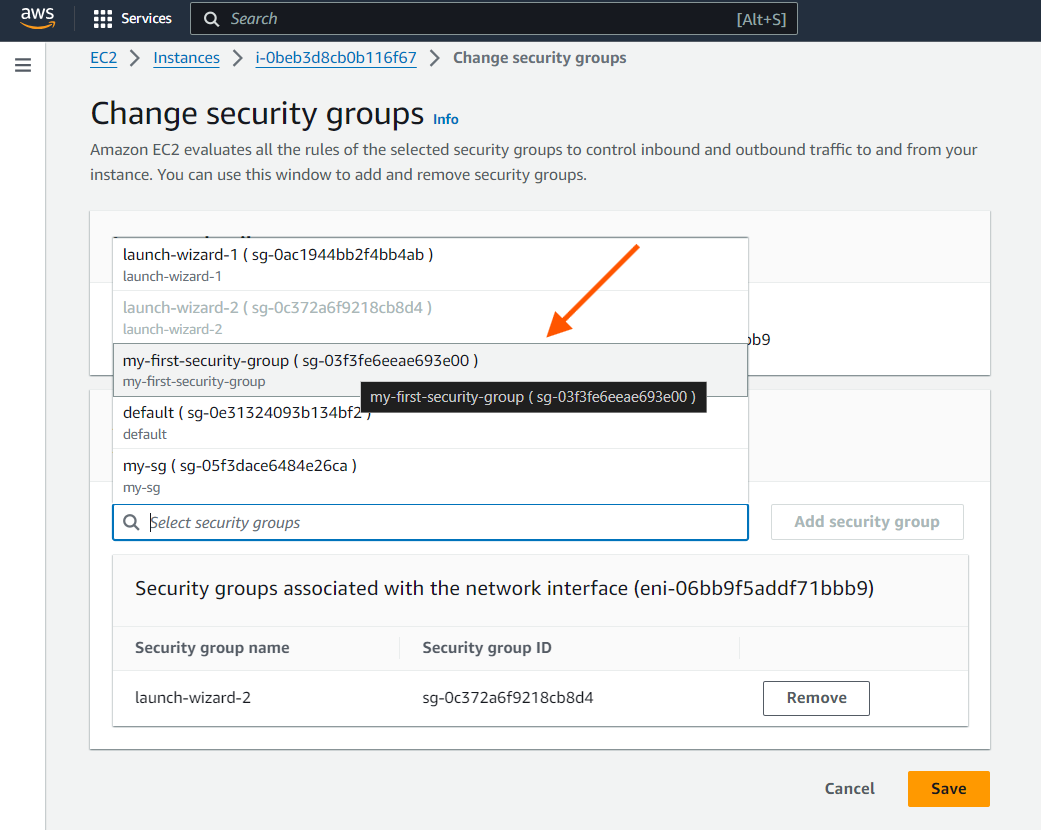 aws
Services
Search
[Alt+S]
EC2 > Instances > i-0beb3d8cb0b116f67 > Change security groups
Change security groups Info
Amazon EC2 evaluates all the rules of the selected security groups to control inbound and outbound traffic to and from your
instance. You can use this window to add and remove security groups.
launch-wizard-1 ( sg-0ac1944bb2f4bb4ab )
launch-wizard-1
launch-wizard-2 ( sg-0c372a6f9218cb8d4 )
launch-wizard-2
bb9
my-first-security-group ( sg-03f3fe6eeae693e00 )
my-first-security-group
my-first-security-group ( sg-03f3fe6eeae693e00 )
default ( sg-0e31324093b134bf2 )
default
my-sg ( sg-05f3dace6484e26ca )
my-sg
Select security groups
Add security group
Security groups associated with the network interface (eni-06bb9f5addf71bbb9)
Security group name
Security group ID
launch-wizard-2
sg-0c372a6f9218cb8d4
Remove
Cancel
Save